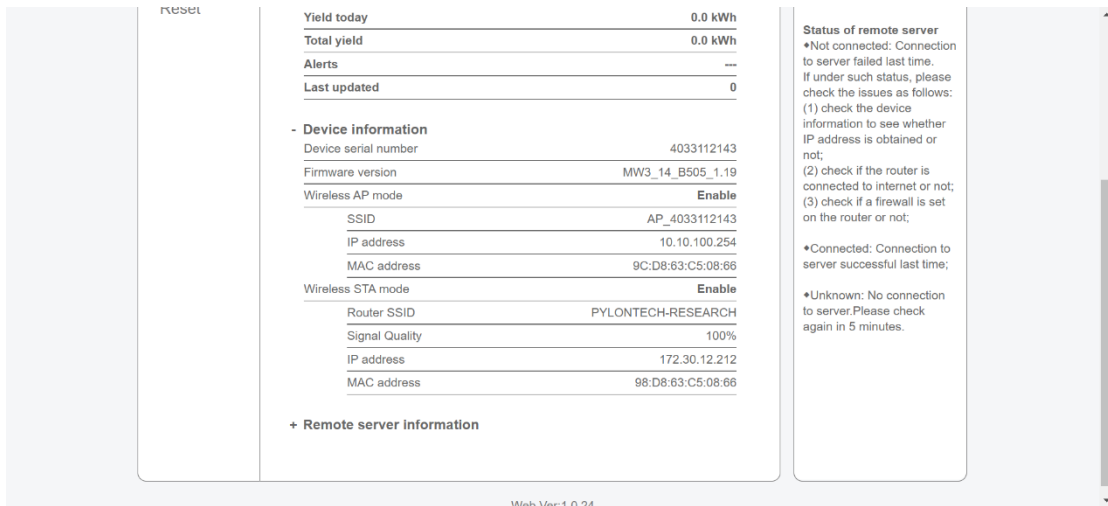 Reset
Yield today 0.0 kWh
Total yield 0.0 kWh
Alerts ---
Last updated 0
- Device information
Device serial number 4033112143
Firmware version MW3_14_B505_1.19
Wireless AP mode Enable
SSID AP_4033112143
IP address 10.10.100.254
MAC address 9C:D8:63:C5:08:66
Wireless STA mode Enable
Router SSID PYLONTECH-RESEARCH
Signal Quality 100%
IP address 172.30.12.212
MAC address 98:D8:63:C5:08:66
+ Remote server information
Status of remote server
◆Not connected: Connection
to server failed last time.
If under such status, please
check the issues as follows:
(1) check the device
information to see whether
IP address is obtained or
not;
(2) check if the router is
connected to internet or not;
(3) check if a firewall is set
on the router or not;
◆Connected: Connection to
server successful last time;
◆Unknown: No connection
to server.Please check
again in 5 minutes.
Web Ver:1.0.24